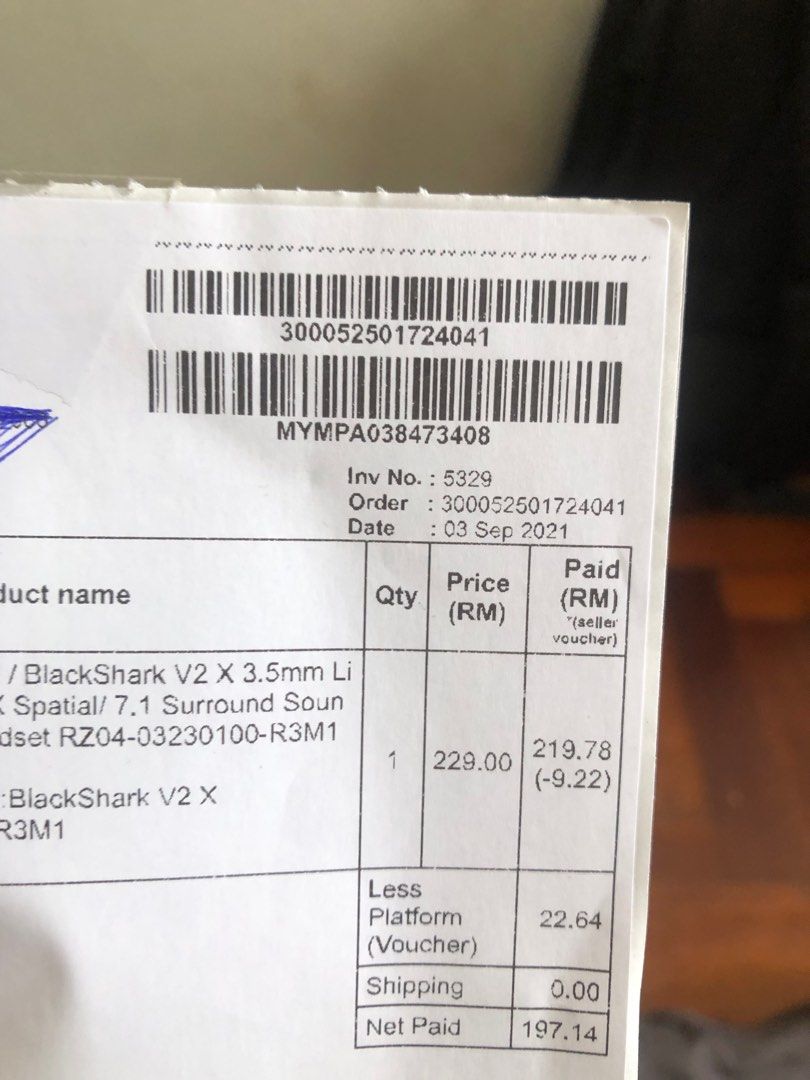 300052501724041
MYMPA038473408
Inv No. : 5329
Order : 300052501724041
Date : 03 Sep 2021
duct name
Qty
Price
(RM)
Paid
(RM)
*(seller
voucher)
/ BlackShark V2 X 3.5mm Li
X Spatial/ 7.1 Surround Soun
dset RZ04-03230100-R3M1
:BlackShark V2 X
R3M1
1
229.00
219.78
(-9.22)
Less
Platform
(Voucher)
22.64
Shipping
0.00
Net Paid
197.14